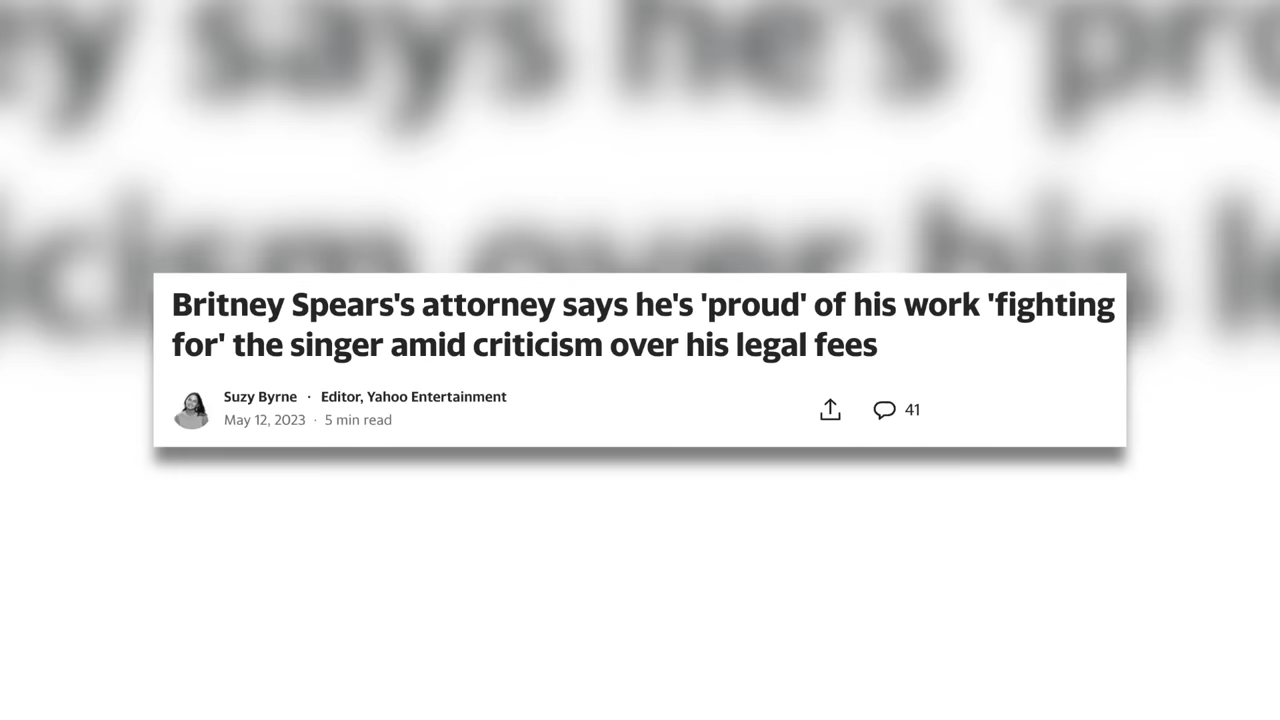 Britney Spears's attorney says he's 'proud' of his work 'fighting
for' the singer amid criticism over his legal fees
Suzy Byrne · Editor, Yahoo Entertainment
May 12, 2023 · 5 min read
41